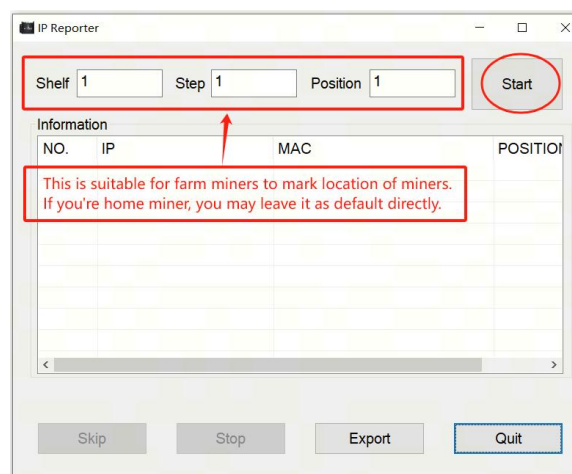 IP Reporter
Shelf 1 Step 1 Position 1 Start
Information
NO. IP MAC POSITION
This is suitable for farm miners to mark location of miners.
If you're home miner, you may leave it as default directly.
Skip Stop Export Quit